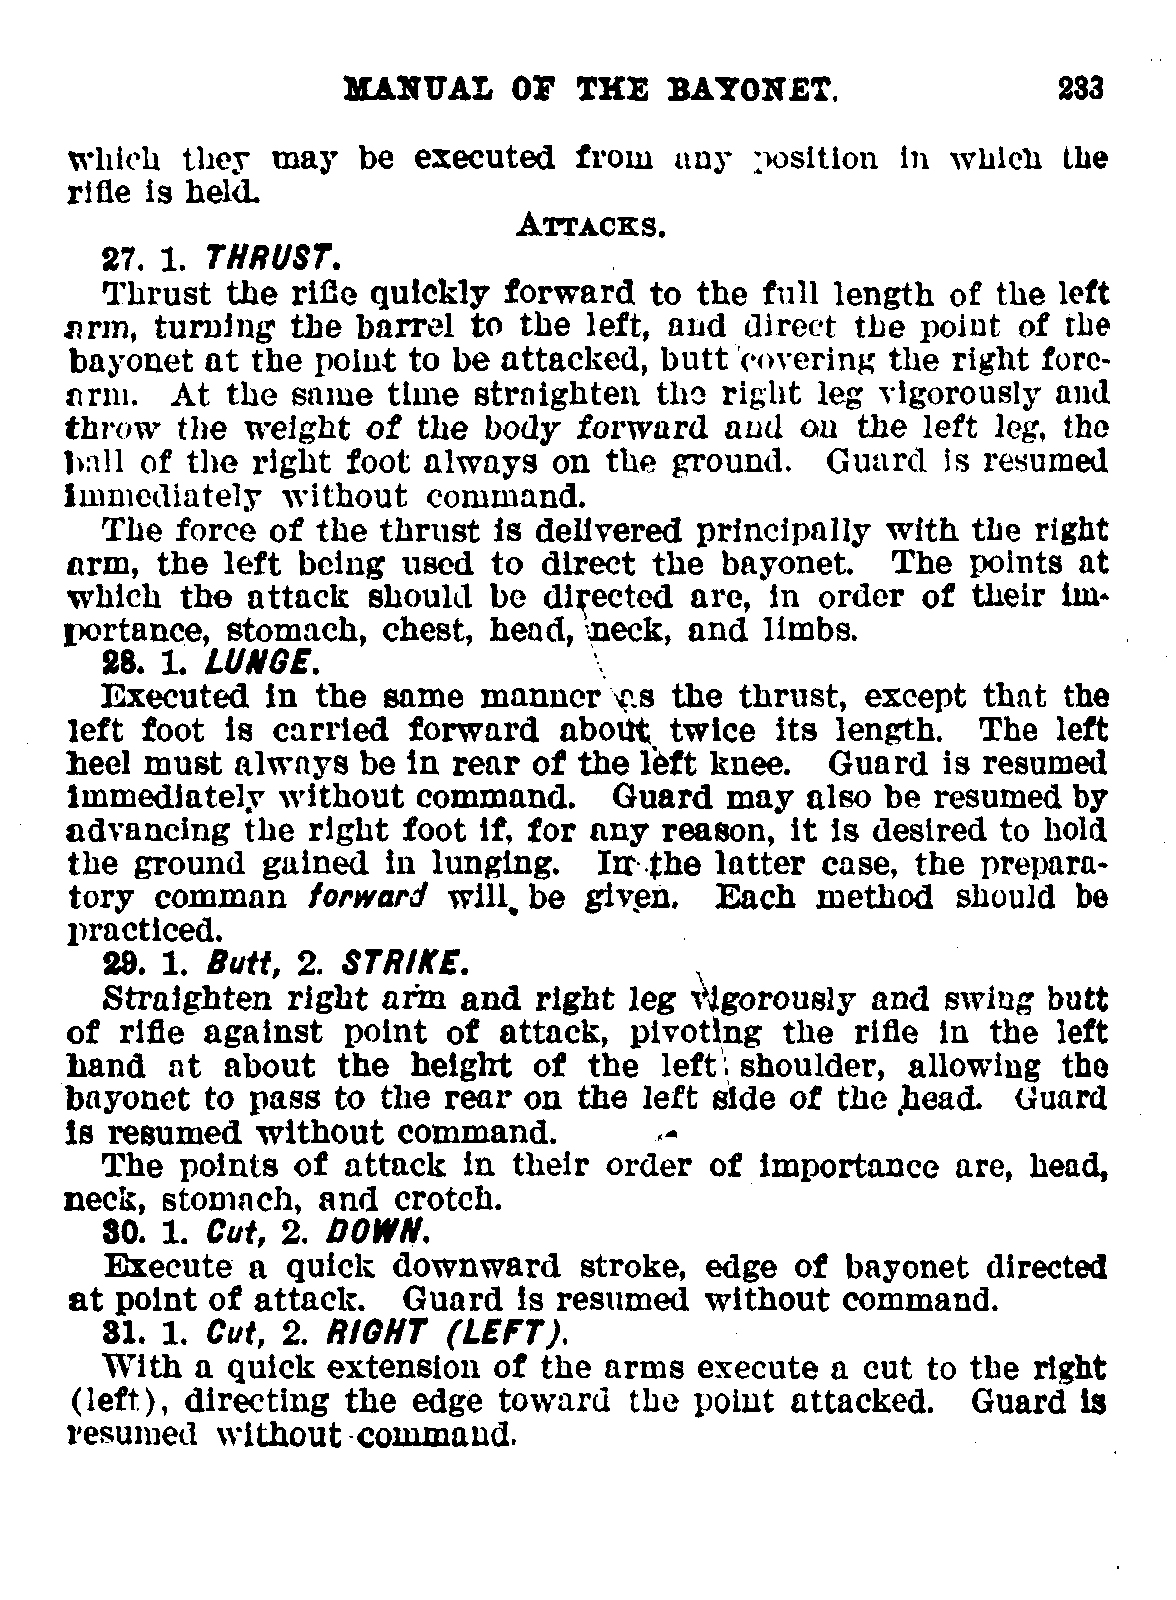 MANUAL OF THE BAYONET. 233
which they may be executed from any position in which the
rifle is held.
ATTACKS.
27. 1. THRUST.
Thrust the rifle quickly forward to the full length of the left
arm, turning the barrel to the left, and direct the point of the
bayonet at the point to be attacked, butt covering the right fore-
arm. At the same time straighten the right leg vigorously and
throw the weight of the body forward and on the left leg, the
ball of the right foot always on the ground. Guard is resumed
immediately without command.
The force of the thrust is delivered principally with the right
arm, the left being used to direct the bayonet. The points at
which the attack should be directed are, in order of their im-
portance, stomach, chest, head, neck, and limbs.
28. 1. LUNGE.
Executed in the same manner as the thrust, except that the
left foot is carried forward about twice its length. The left
heel must always be in rear of the left knee. Guard is resumed
immediately without command. Guard may also be resumed by
advancing the right foot if, for any reason, it is desired to hold
the ground gained in lunging. In the latter case, the prepara-
tory comman forward will be given. Each method should be
practiced.
29. 1. Butt, 2. STRIKE.
Straighten right arm and right leg vigorously and swing butt
of rifle against point of attack, pivoting the rifle in the left
hand at about the height of the left shoulder, allowing the
bayonet to pass to the rear on the left side of the head. Guard
is resumed without command.
The points of attack in their order of importance are, head,
neck, stomach, and crotch.
30. 1. Cut, 2. DOWN.
Execute a quick downward stroke, edge of bayonet directed
at point of attack. Guard is resumed without command.
31. 1. Cut, 2. RIGHT (LEFT).
With a quick extension of the arms execute a cut to the right
(left), directing the edge toward the point attacked. Guard is
resumed without command.